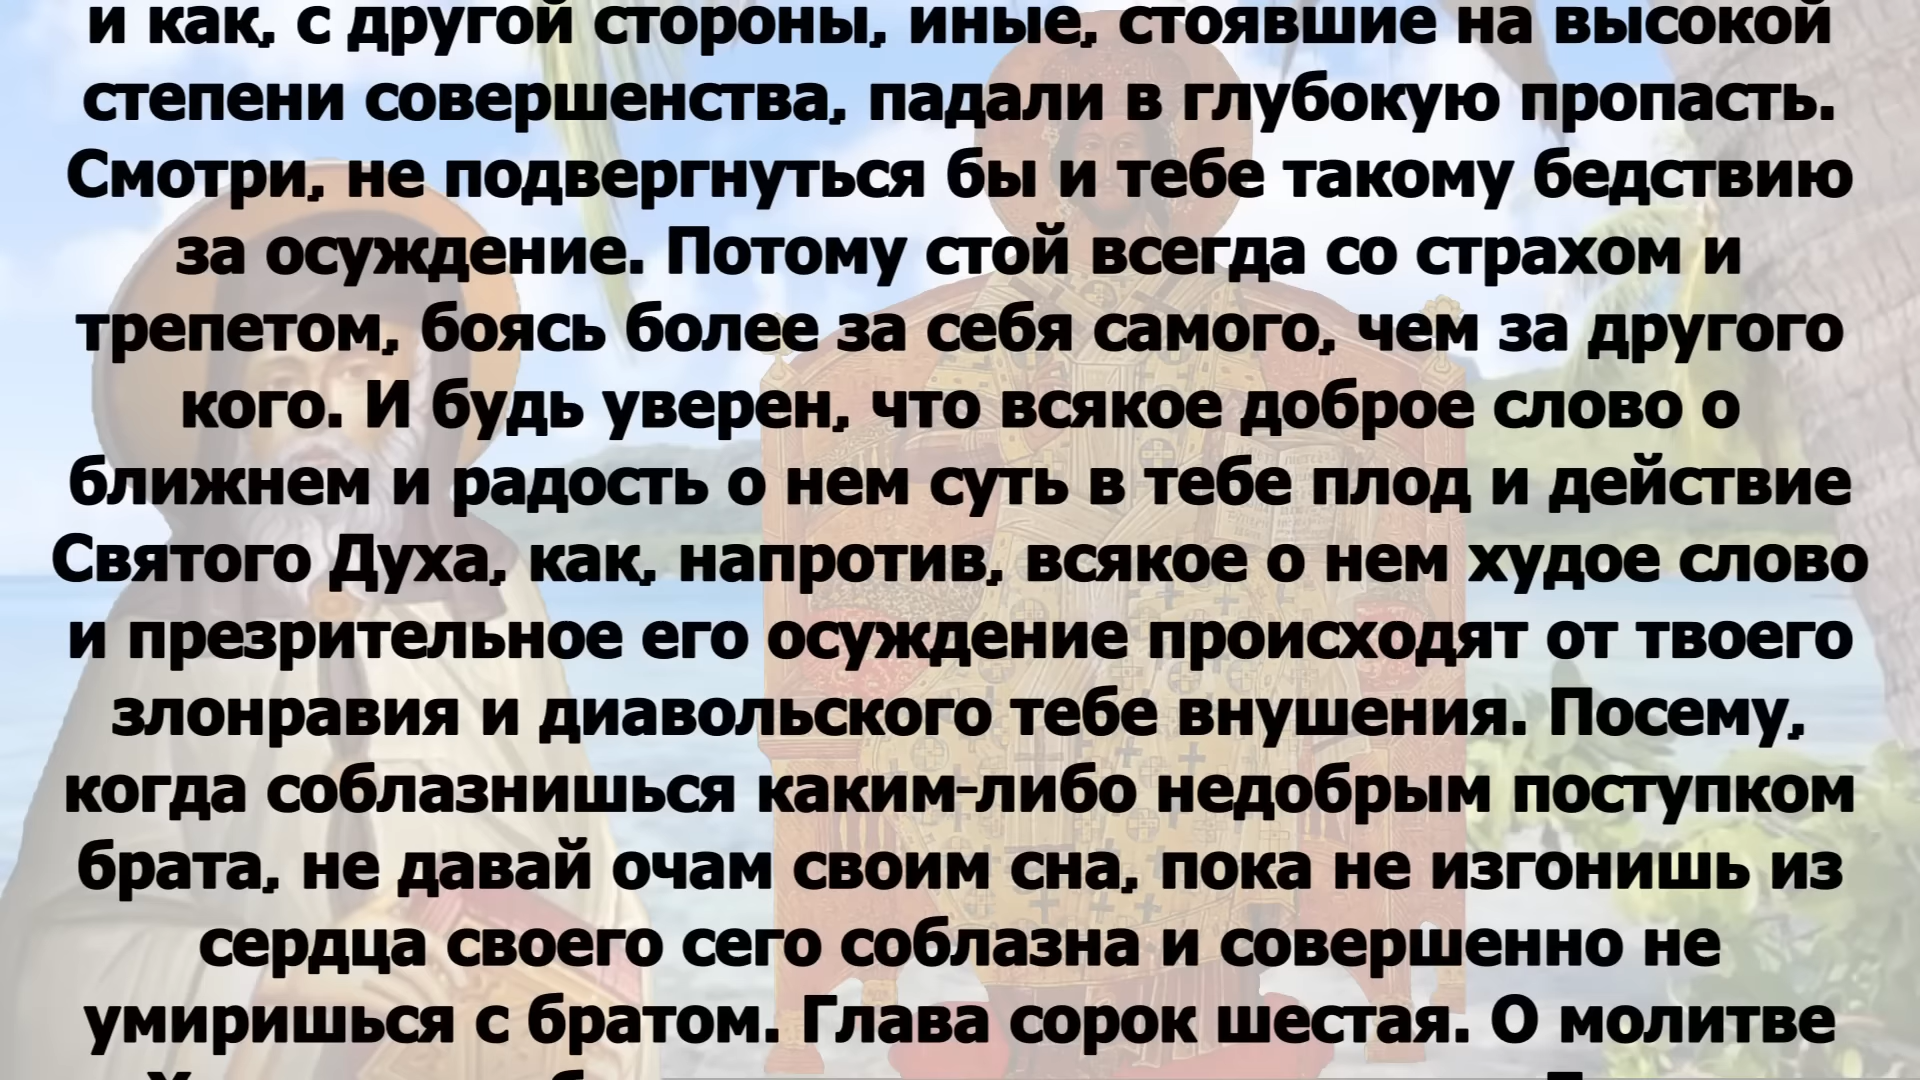 и как, с другой стороны, иные, стоявшие на высокой
степени совершенства, падали в глубокую пропасть.
Смотри, не подвергнуться бы и тебе такому бедствию
за осуждение. Потому стой всегда со страхом и
трепетом, боясь более за себя самого, чем за другого
кого. И будь уверен, что всякое доброе слово о
ближнем и радость о нем суть в тебе плод и действие
Святого Духа, как, напротив, всякое о нем худое слово
и презрительное его осуждение происходят от твоего
злонравия и диавольского тебе внушения. Посему,
когда соблазнишься каким-либо недобрым поступком
брата, не давай очам своим сна, пока не изгонишь из
сердца своего сего соблазна и совершенно не
умиришься с братом. Глава сорок шестая. О молитве